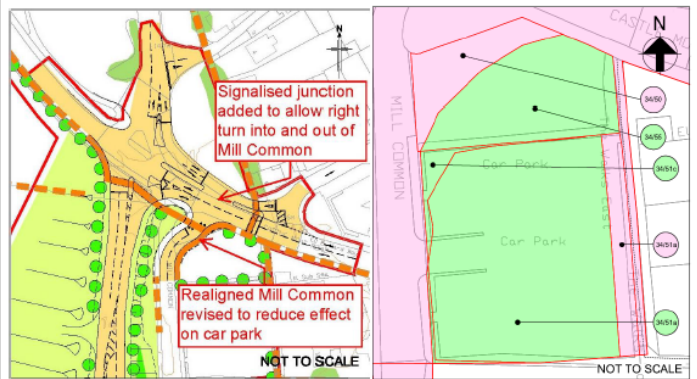 N
Signalised junction
added to allow right
turn into and out of
Mill Common
Realigned Mill Common
revised to reduce effect
on car park
NOT TO SCALE
N
MILL COMMON
Car Park
Car Park
34/50
34/55
34/51c
34/51a
NOT TO SCALE